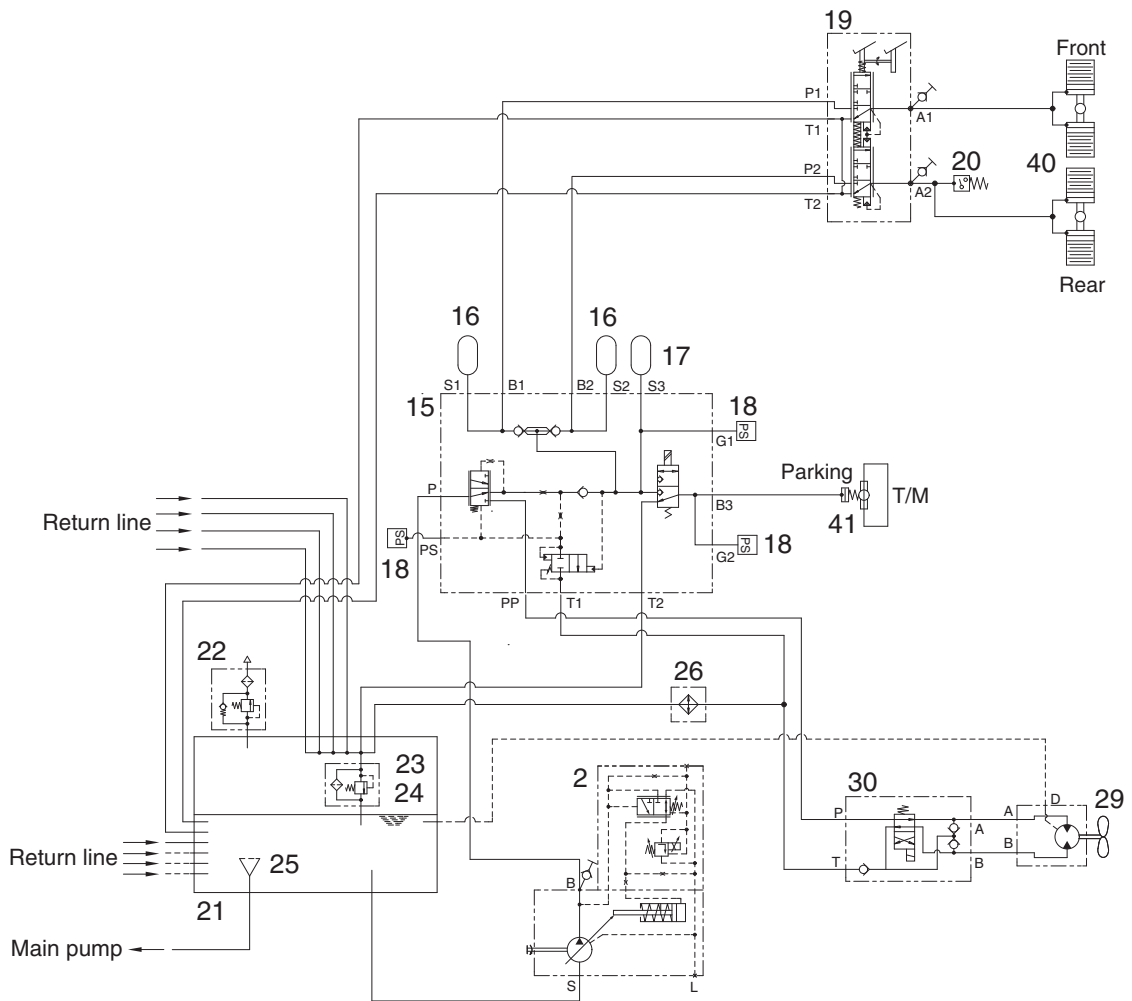 19
Front
P1
T1
A1
P2
20
40
T2
A2
Rear
16
16
17
S1
B1
B2
S2
S3
15
18
PS
G1
P
Parking
T/M
B3
41
Return line
PS
18
PS
PS
18
G2
PP
T1
T2
22
26
23
24
2
30
29
D
P
A
A
B
B
T
Return line
25
21
B
Main pump
S
L